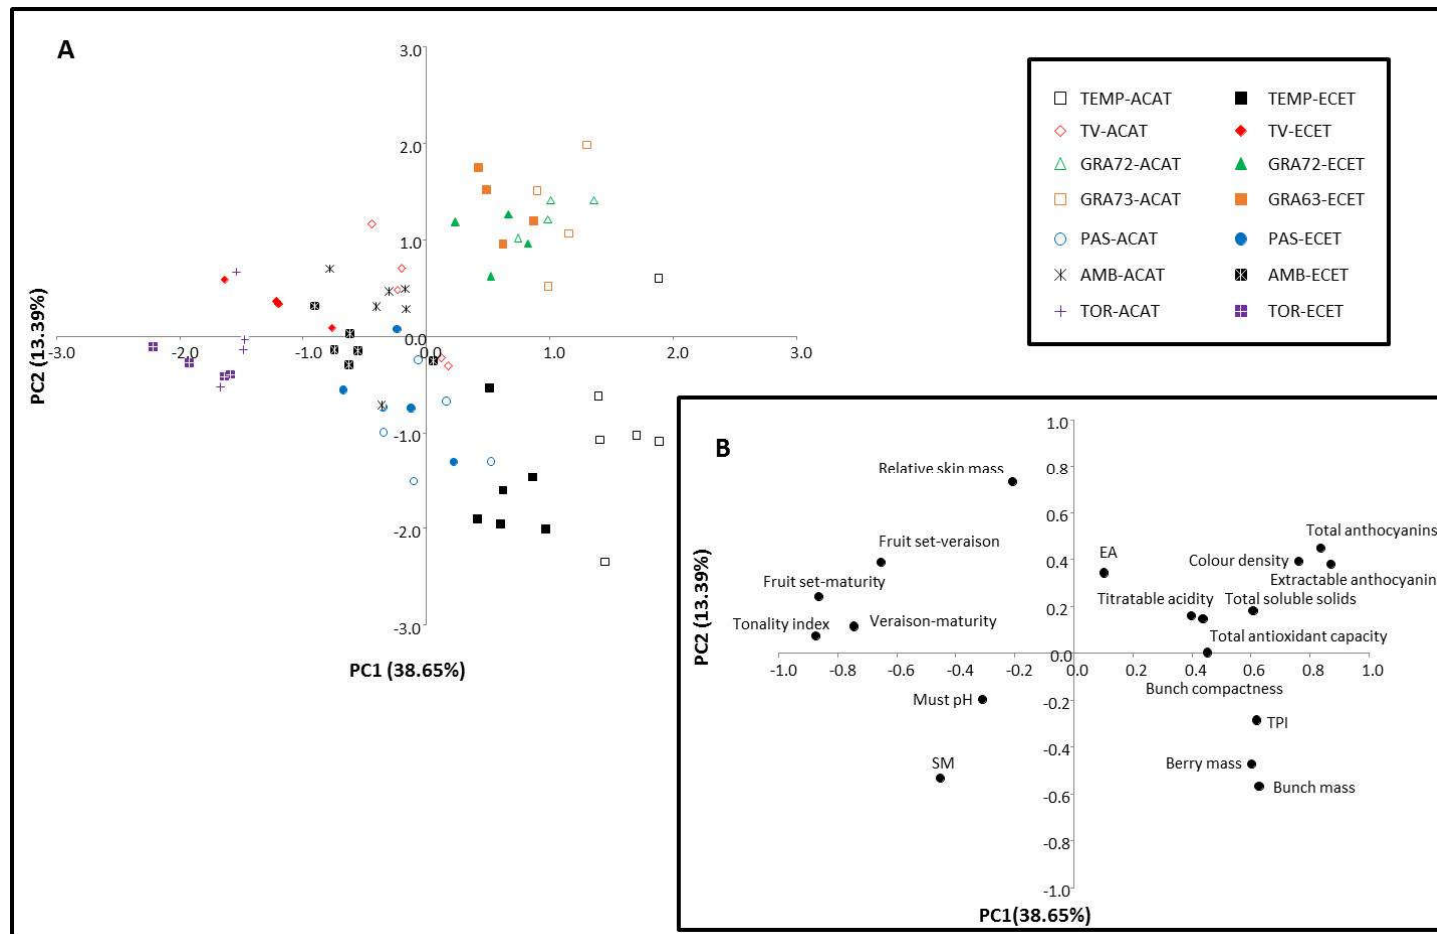 A
3.0
2.0
1.0
0.0
-3.0
-2.0
-1.0
0.0
1.0
2.0
3.0
-1.0
-2.0
-3.0
PC2 (13.39%)
PC1 (38.65%)
TEMP-ACAT TEMP-ECET
TV-ACAT TV-ECET
GRA72-ACAT GRA72-ECET
GRA73-ACAT GRA63-ECET
PAS-ACAT PAS-ECET
AMB-ACAT AMB-ECET
TOR-ACAT TOR-ECET
B
1.0
0.8
0.6
0.4
0.2
0.0
-0.2
-0.4
-0.6
-0.8
-1.0
-1.0 -0.8 -0.6 -0.4 -0.2 0.0 0.2 0.4 0.6 0.8 1.0
Relative skin mass
Fruit set-veraison
Fruit set-maturity
Tonality index
Veraison-maturity
Must pH
SM
EA
Total anthocyanins
Colour density
Extractable anthocyanin
Titratable acidity
Total soluble solids
Total antioxidant capacity
Bunch compactness
TPI
Berry mass
Bunch mass
PC2 (13.39%)
PC1(38.65%)